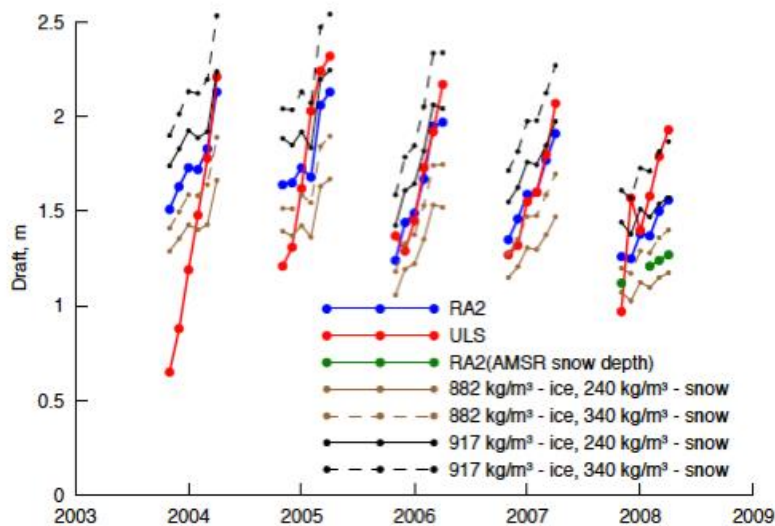 2.5
2
1.5
1
0.5
0
Draft, m
RA2
ULS
RA2(AMSR snow depth)
882 kg/m³ - ice, 240 kg/m³ - snow
882 kg/m³ - ice, 340 kg/m³ - snow
917 kg/m³ - ice, 240 kg/m³ - snow
917 kg/m³ - ice, 340 kg/m³ - snow
2003 2004 2005 2006 2007 2008 2009